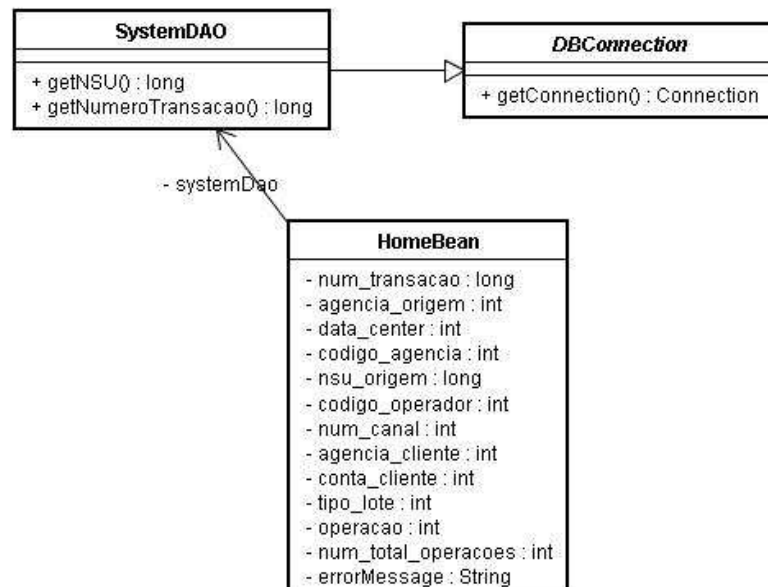 SystemDAO
+ getNSU() : long
+ getNumeroTransacao() : long
DBConnection
+ getConnection() : Connection
- systemDao
HomeBean
- num_transacao : long
- agencia_origem : int
- data_center : int
- codigo_agencia : int
- nsu_origem : long
- codigo_operador : int
- num_canal : int
- agencia_cliente : int
- conta_cliente : int
- tipo_lote : int
- operacao : int
- num_total_operacoes : int
- errorMessage : String